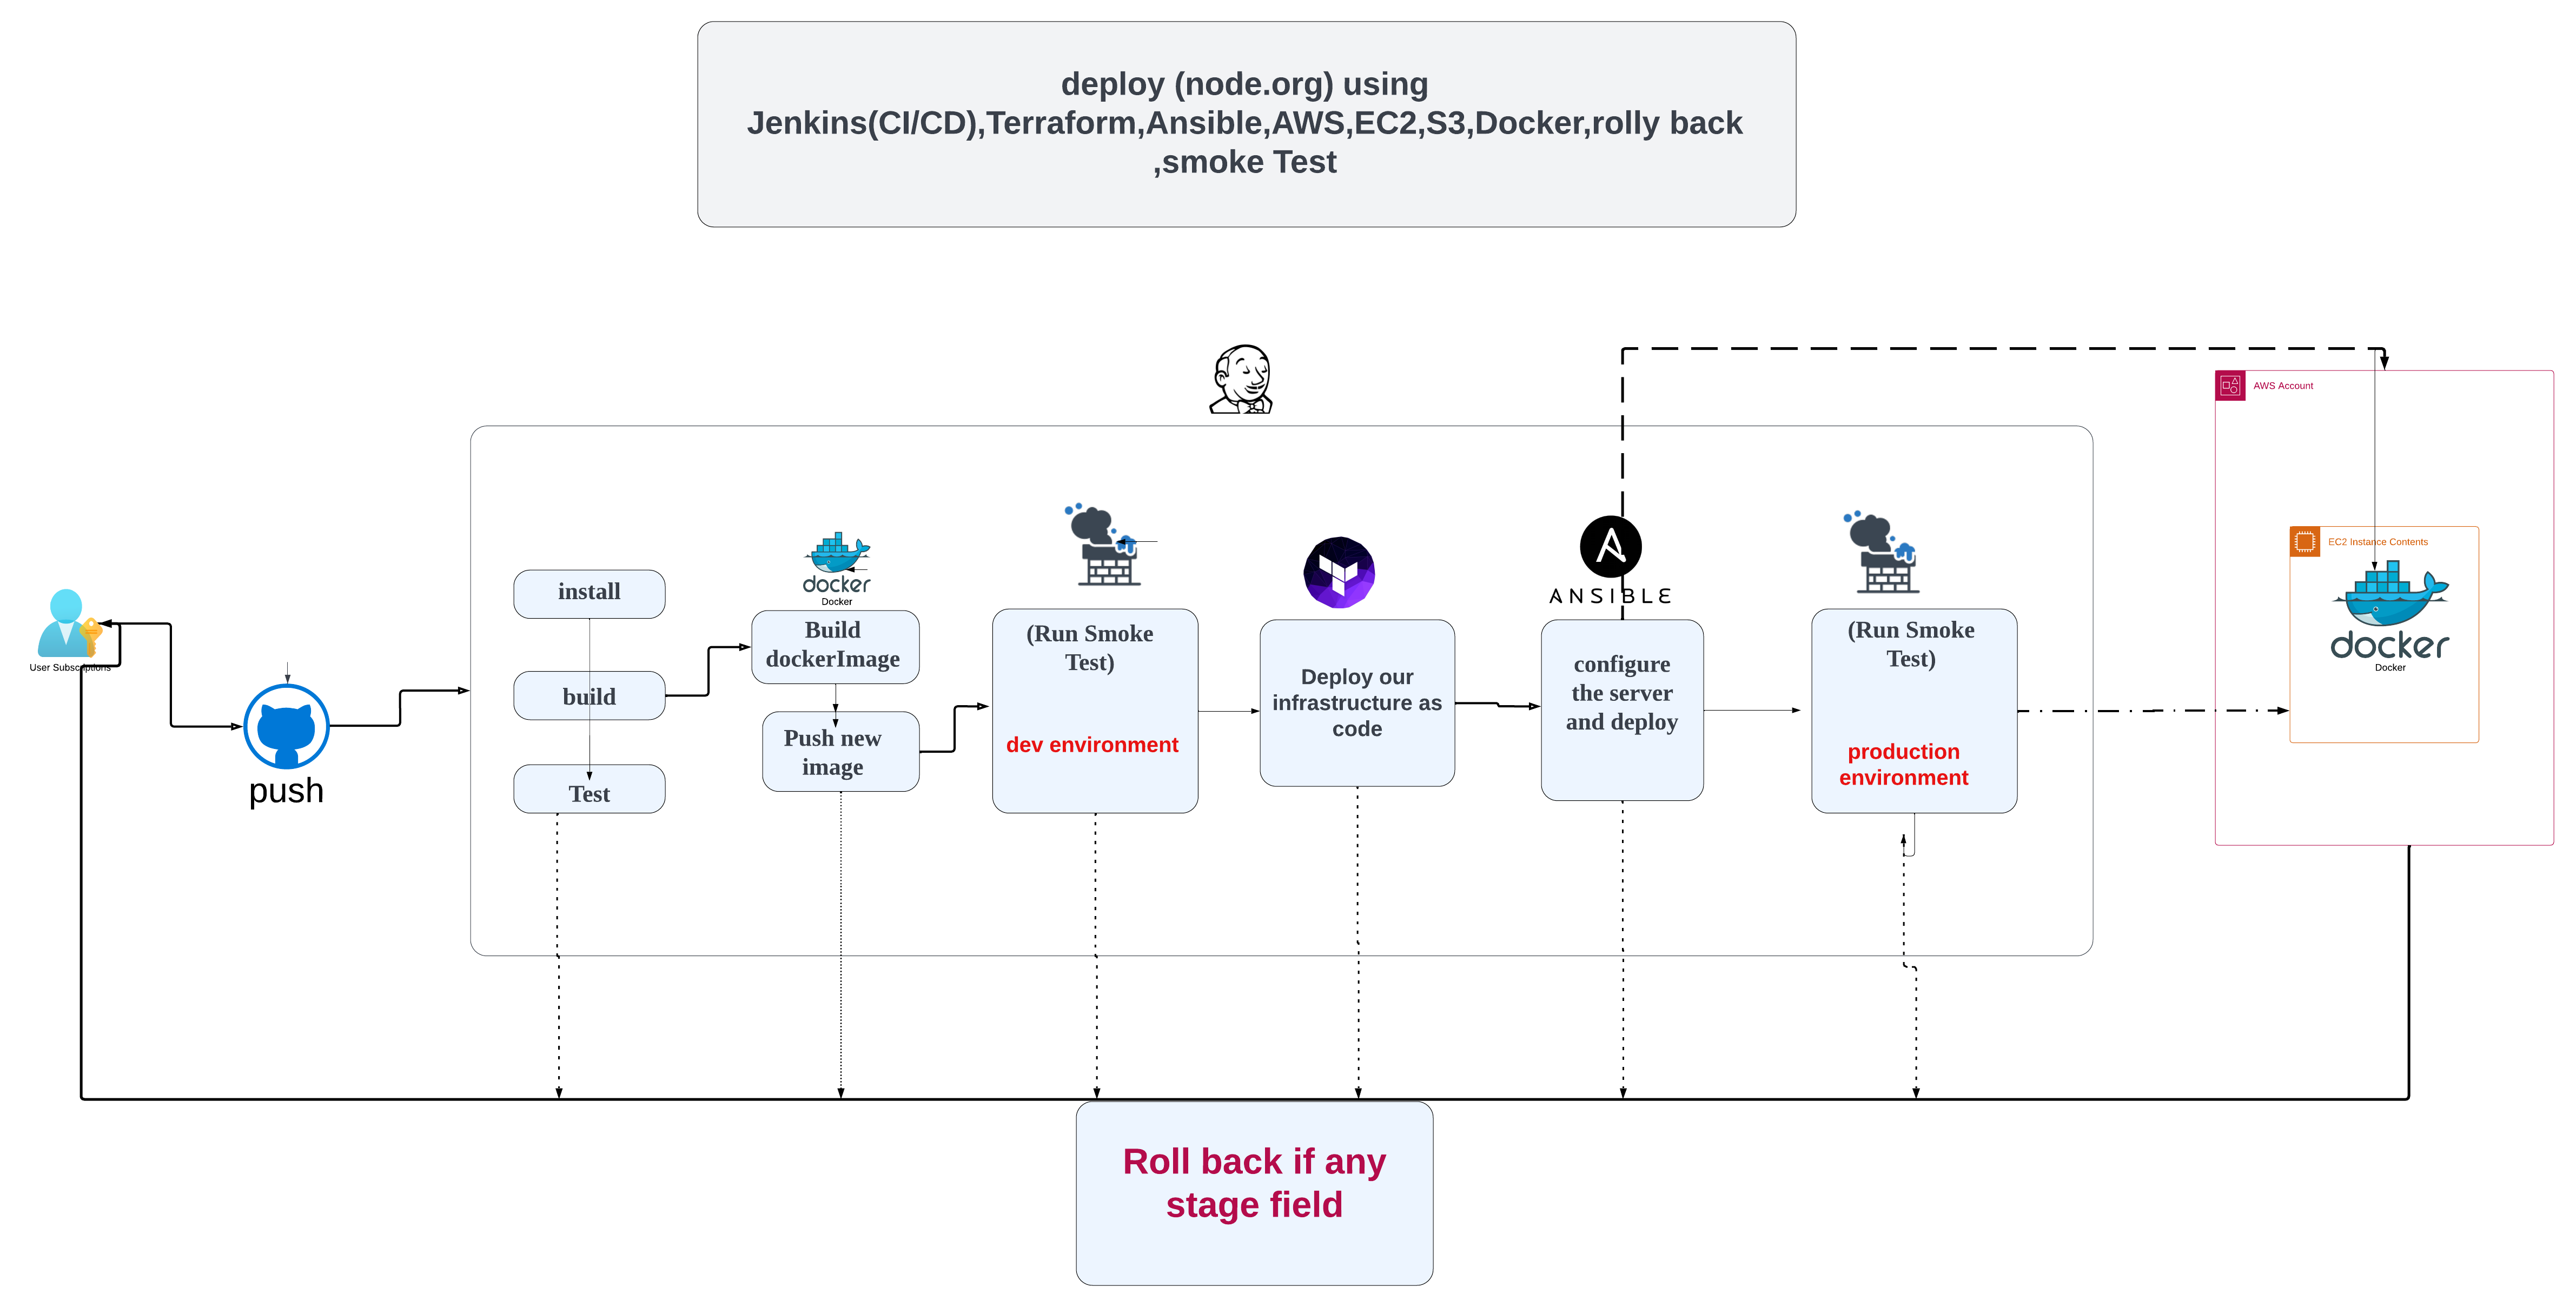 deploy (node.org) using
Jenkins(CI/CD),Terraform,Ansible,AWS,EC2,S3,Docker,rolly back
,smoke Test
AWS Account
EC2 Instance Contents
docker
Docker
User Subscriptions
push
install
build
Test
docker
Docker
Build
dockerImage
Push new
image
(Run Smoke
Test)
dev environment
Deploy our
infrastructure as
code
ANSIBLE
configure
the server
and deploy
(Run Smoke
Test)
production
environment
Roll back if any
stage field